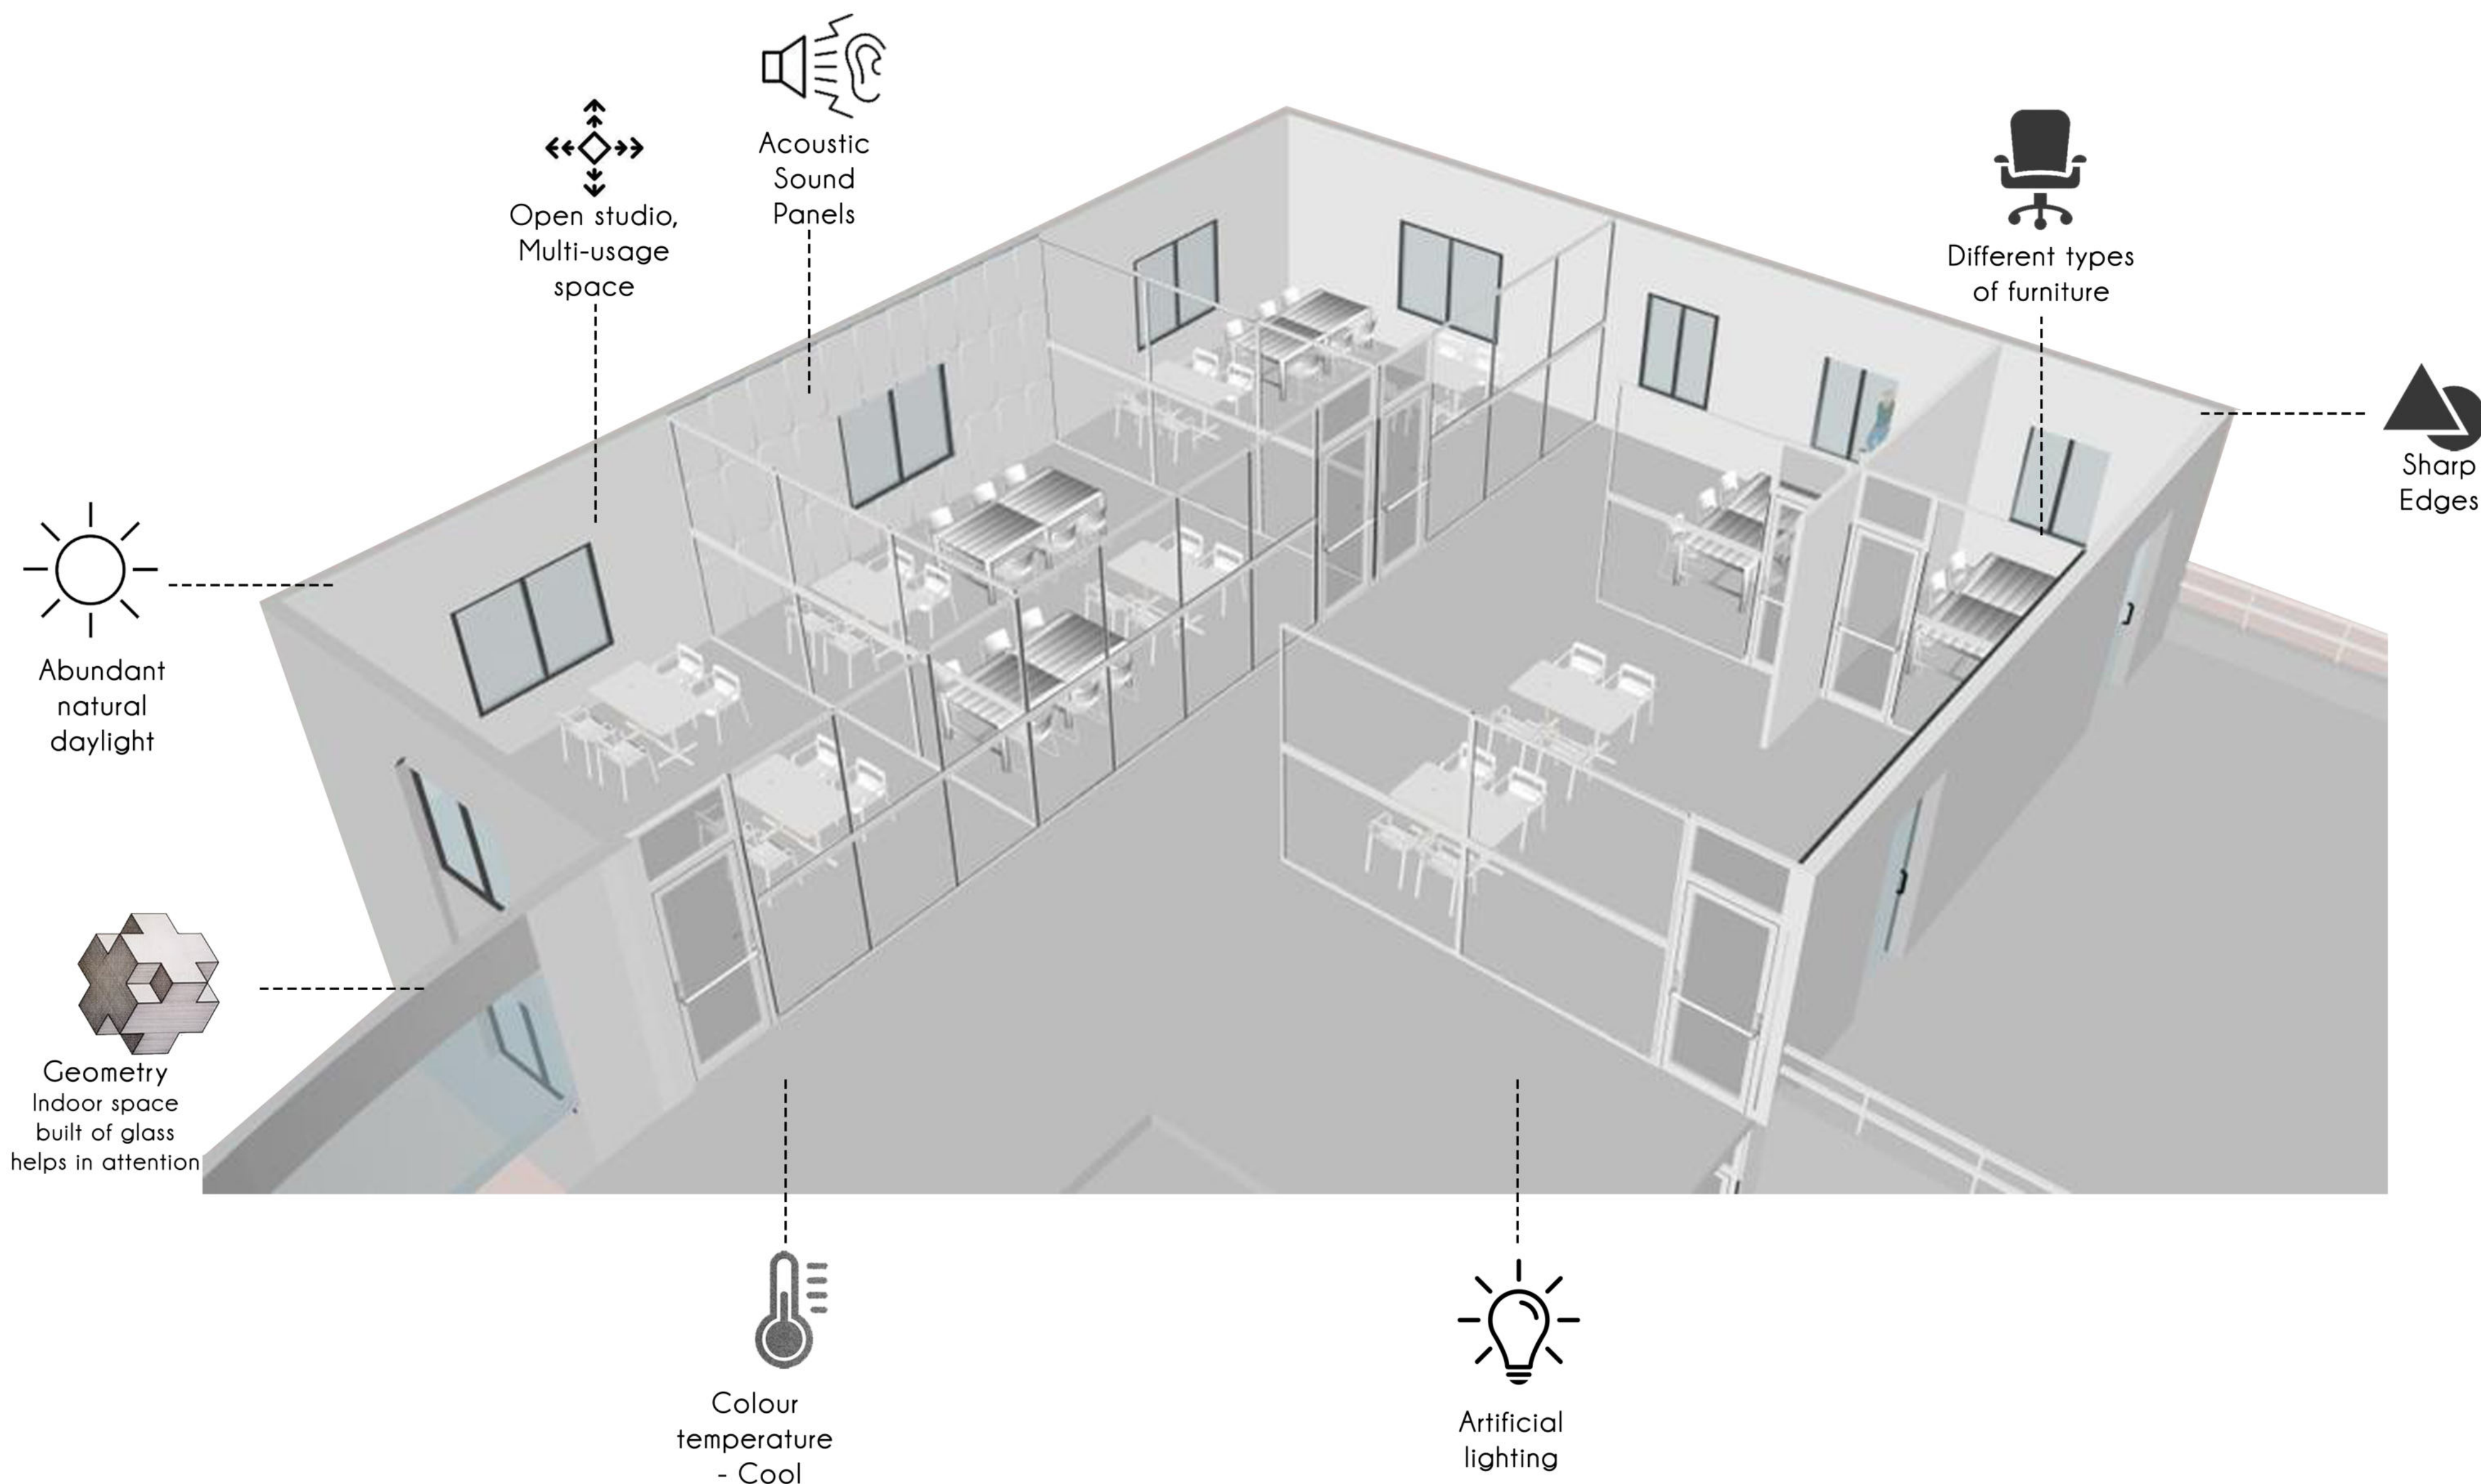 Acoustic
Sound
Panels
Open studio,
Multi-usage
space
Different types
of furniture
Sharp
Edges
Abundant
natural
daylight
Geometry
Indoor space
built of glass
helps in attention
Colour
temperature
- Cool
Artificial
lighting